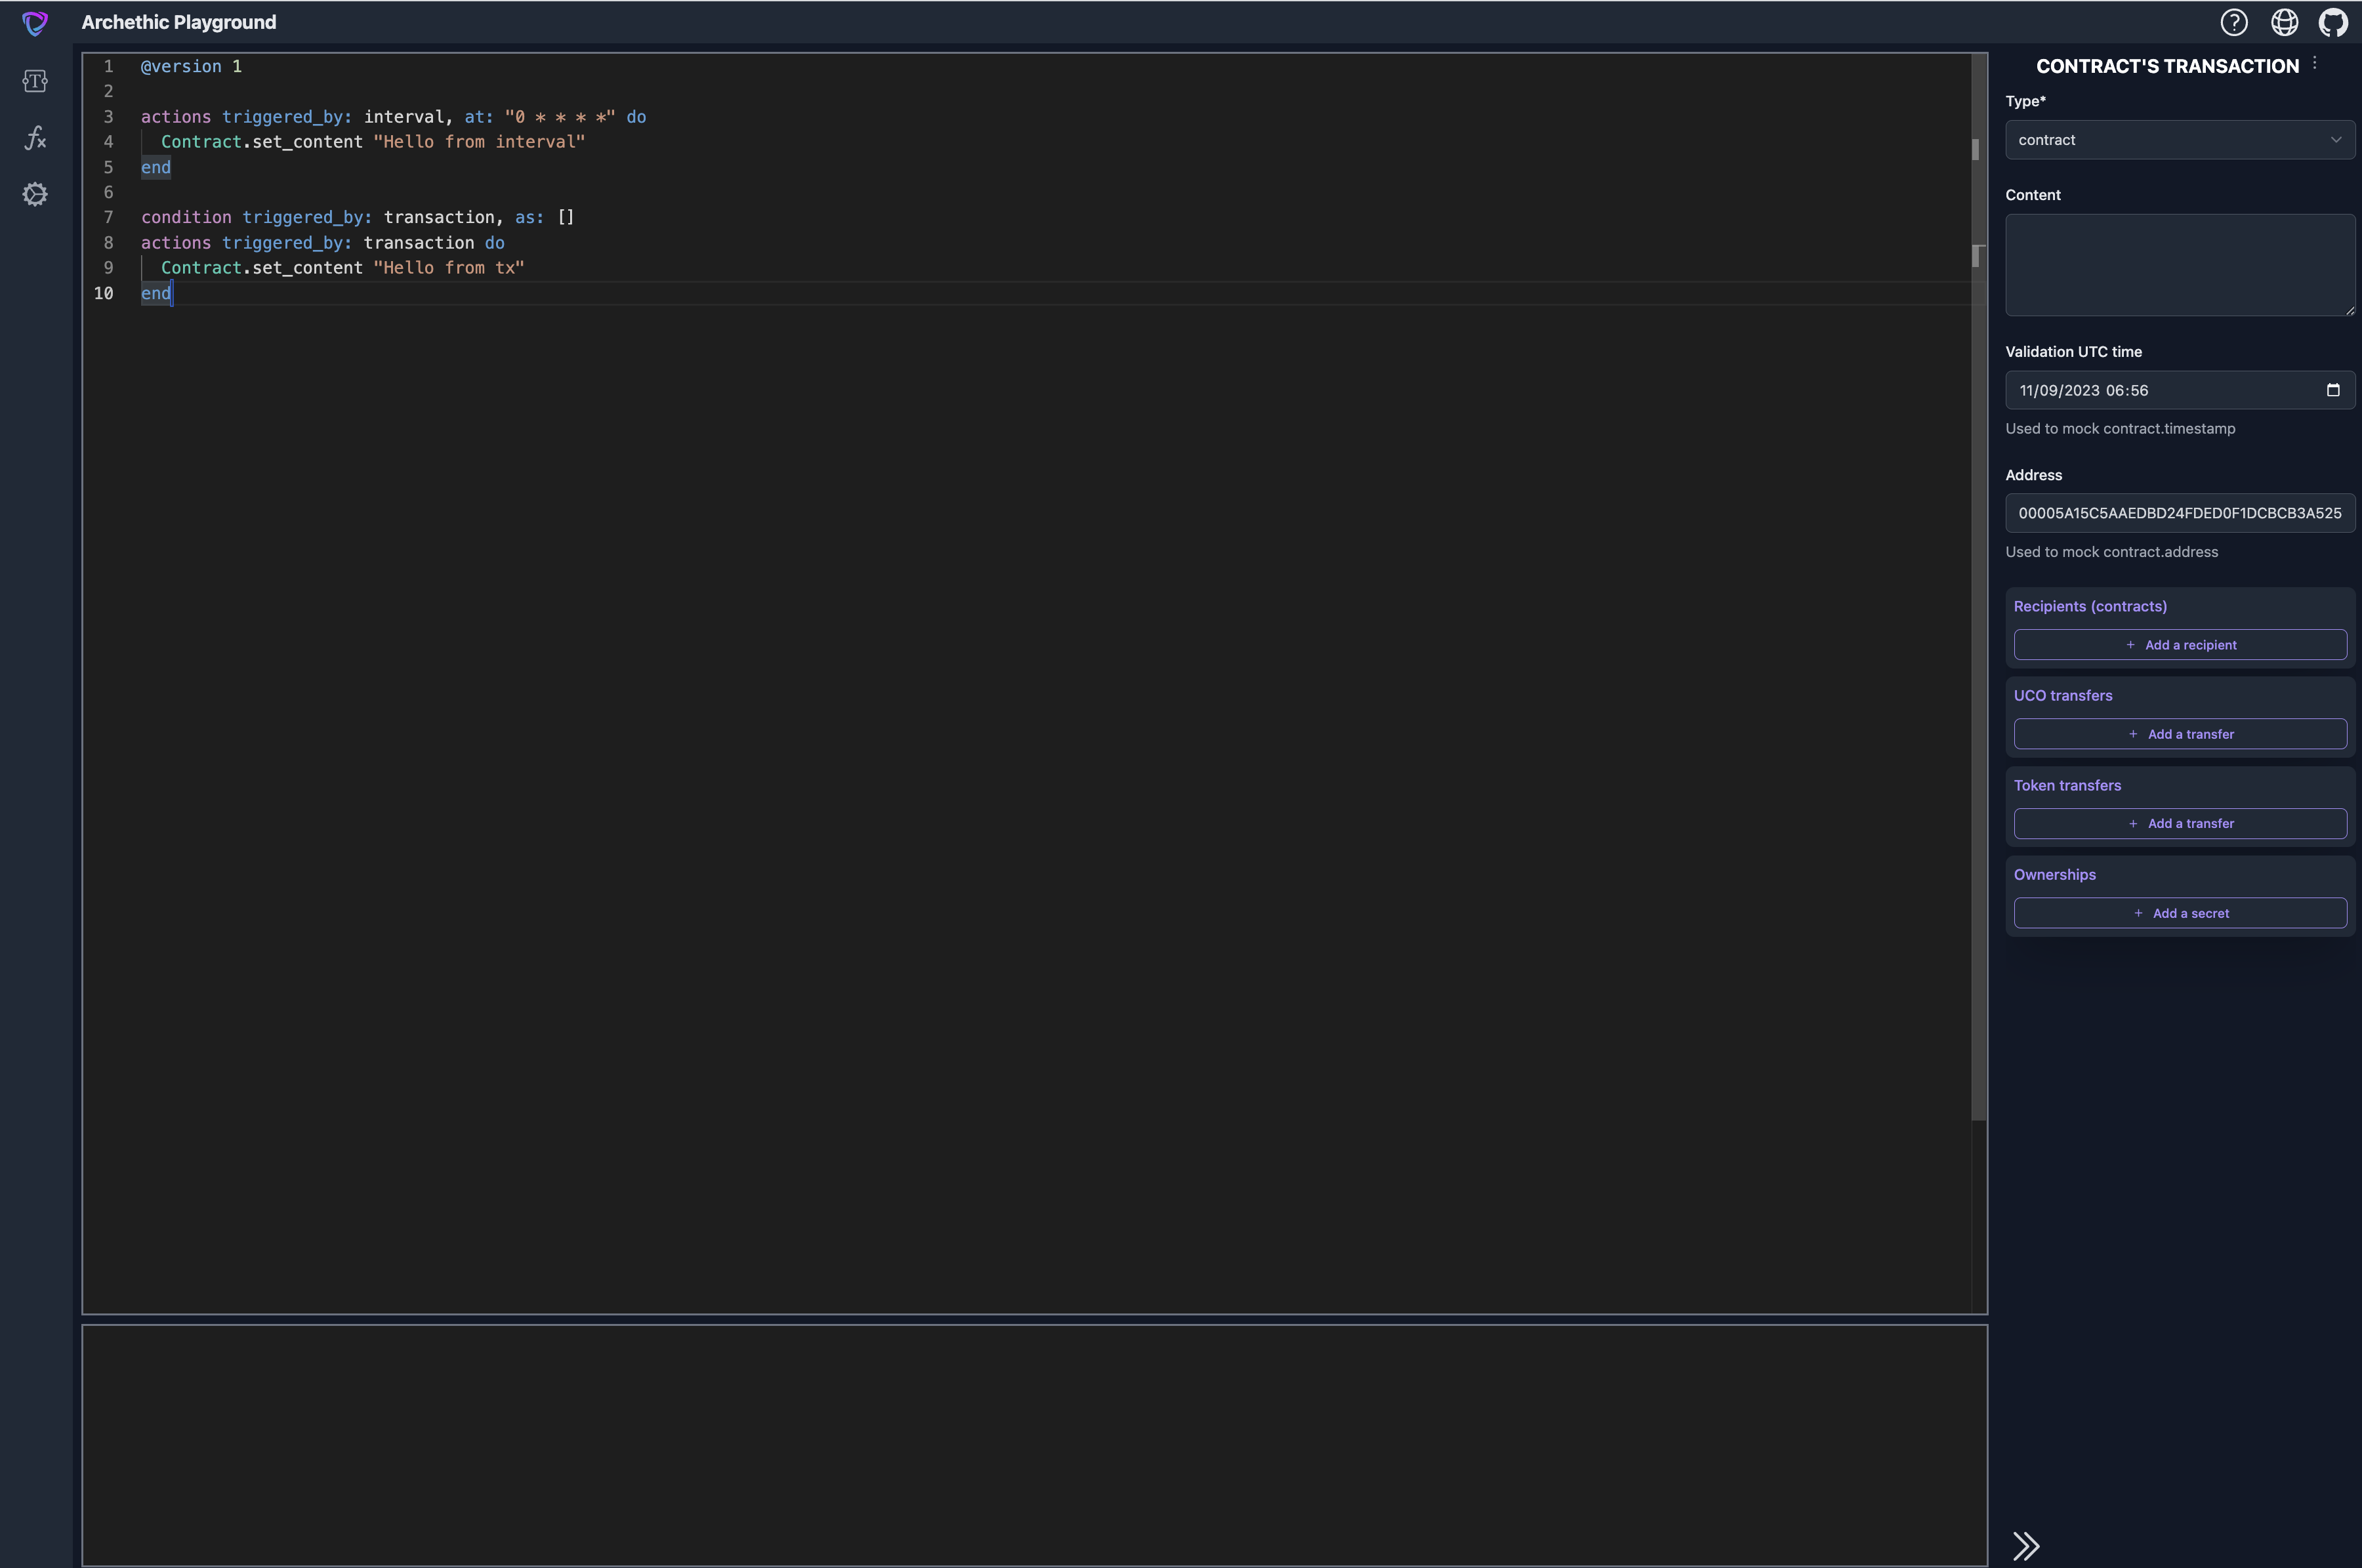 Archethic Playground
1 @version 1
2
3 actions triggered_by: interval, at: "0 * * * *" do
4 Contract.set_content "Hello from interval"
5 end
6
7 condition triggered_by: transaction, as: []
8 actions triggered_by: transaction do
9 Contract.set_content "Hello from tx"
10 end
CONTRACT'S TRANSACTION
Type*
contract
Content
Validation UTC time
11/09/2023 06:56
Used to mock contract.timestamp
Address
00005A15C5AAEDBD24FDED0F1DCBCB3A525
Used to mock contract.address
Recipients (contracts)
+ Add a recipient
UCO transfers
+ Add a transfer
Token transfers
+ Add a transfer
Ownerships
+ Add a secret